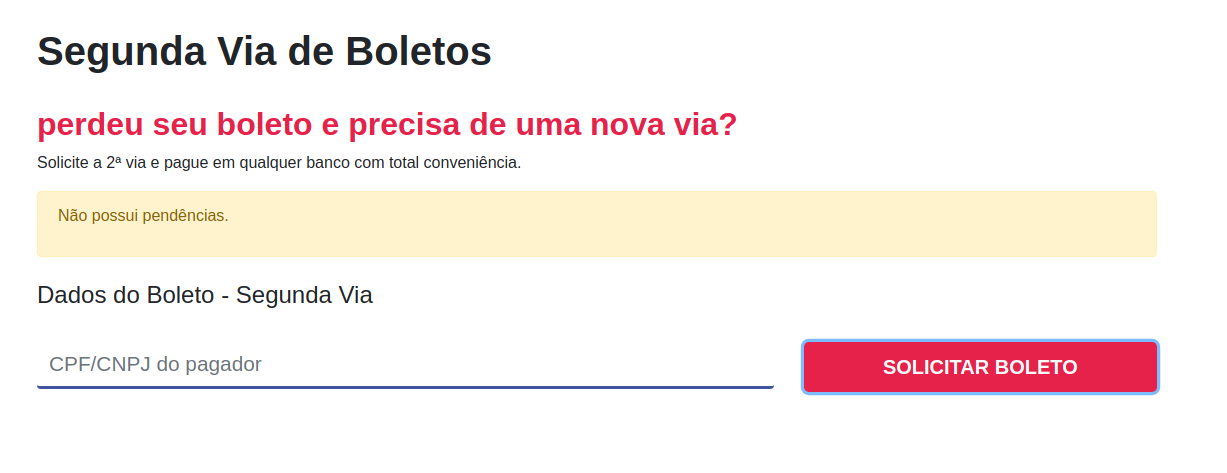 Segunda Via de Boletos
perdeu seu boleto e precisa de uma nova via?
Solicite a 2ª via e pague em qualquer banco com total conveniência.
Não possui pendências.
Dados do Boleto - Segunda Via
CPF/CNPJ do pagador
SOLICITAR BOLETO